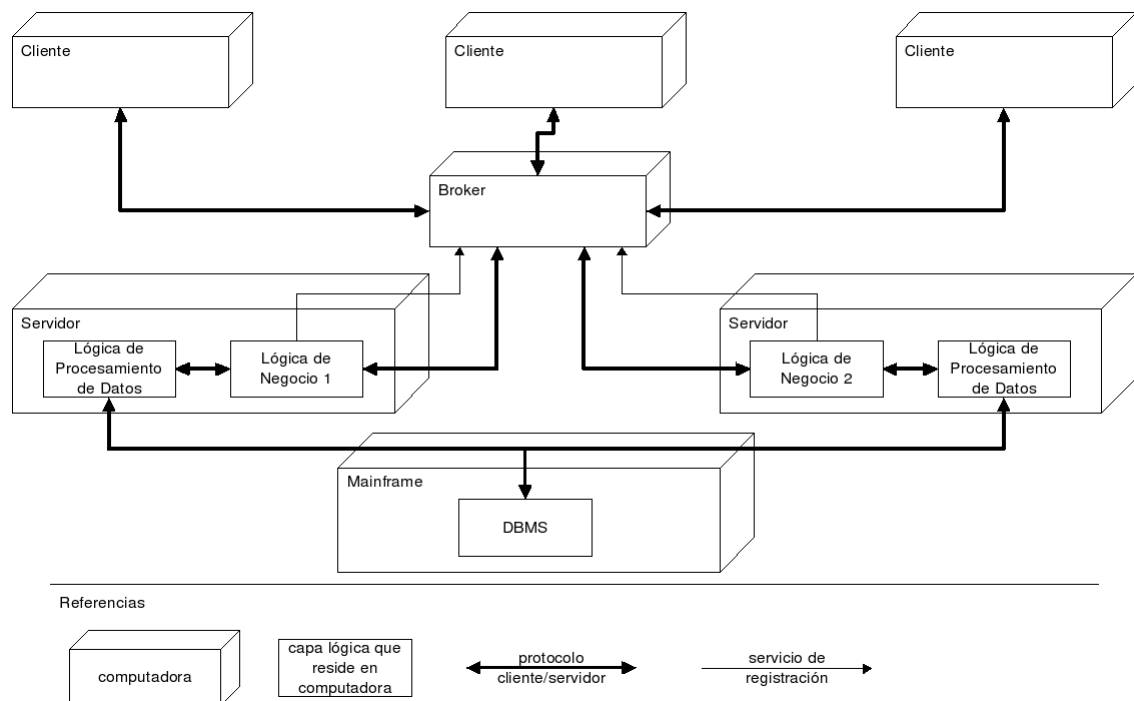 Cliente
Cliente
Cliente
Broker
Servidor
Lógica de
Procesamiento
de Datos
Lógica de
Negocio 1
Servidor
Lógica de
Negocio 2
Lógica de
Procesamiento
de Datos
Mainframe
DBMS
Referencias
computadora
capa lógica que
reside en
computadora
protocolo
cliente/servidor
servicio de
registración